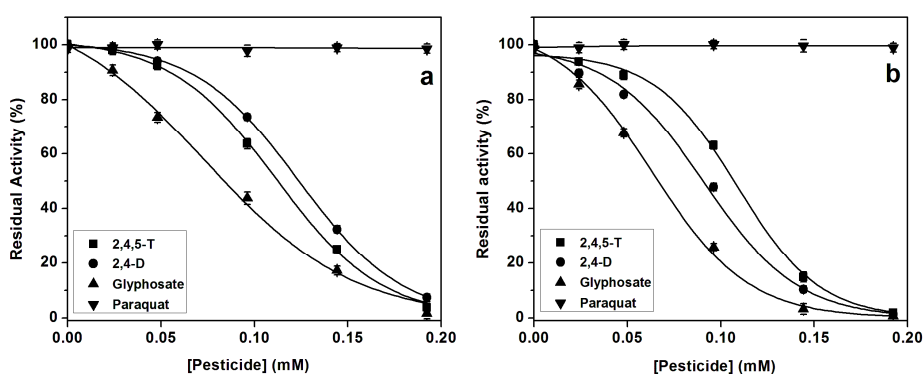 a
Residual Activity (%)
100
80
60
40
20
0
2,4,5-T
2,4-D
Glyphosate
Paraquat
0.00 0.05 0.10 0.15 0.20
[Pesticide] (mM)
b
Residual activity (%)
100
80
60
40
20
0
2,4,5-T
2,4-D
Glyphosate
Paraquat
0.00 0.05 0.10 0.15 0.20
[Pesticide] (mM)